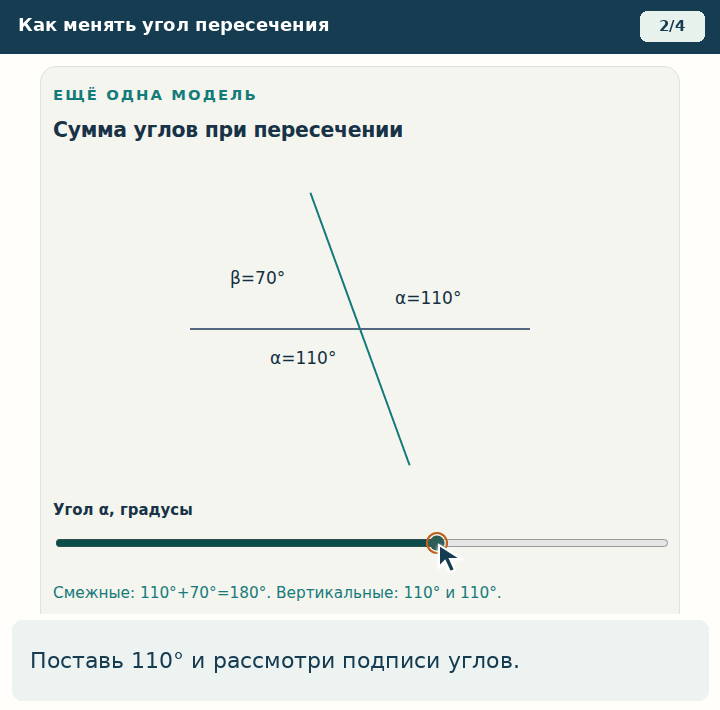 Как менять угол пересечения
2/4
ЕЩЁ ОДНА МОДЕЛЬ
Сумма углов при пересечении
β=70°
α=110°
α=110°
Угол α, градусы
Смежные: 110°+70°=180°. Вертикальные: 110° и 110°.
Поставь 110° и рассмотри подписи углов.